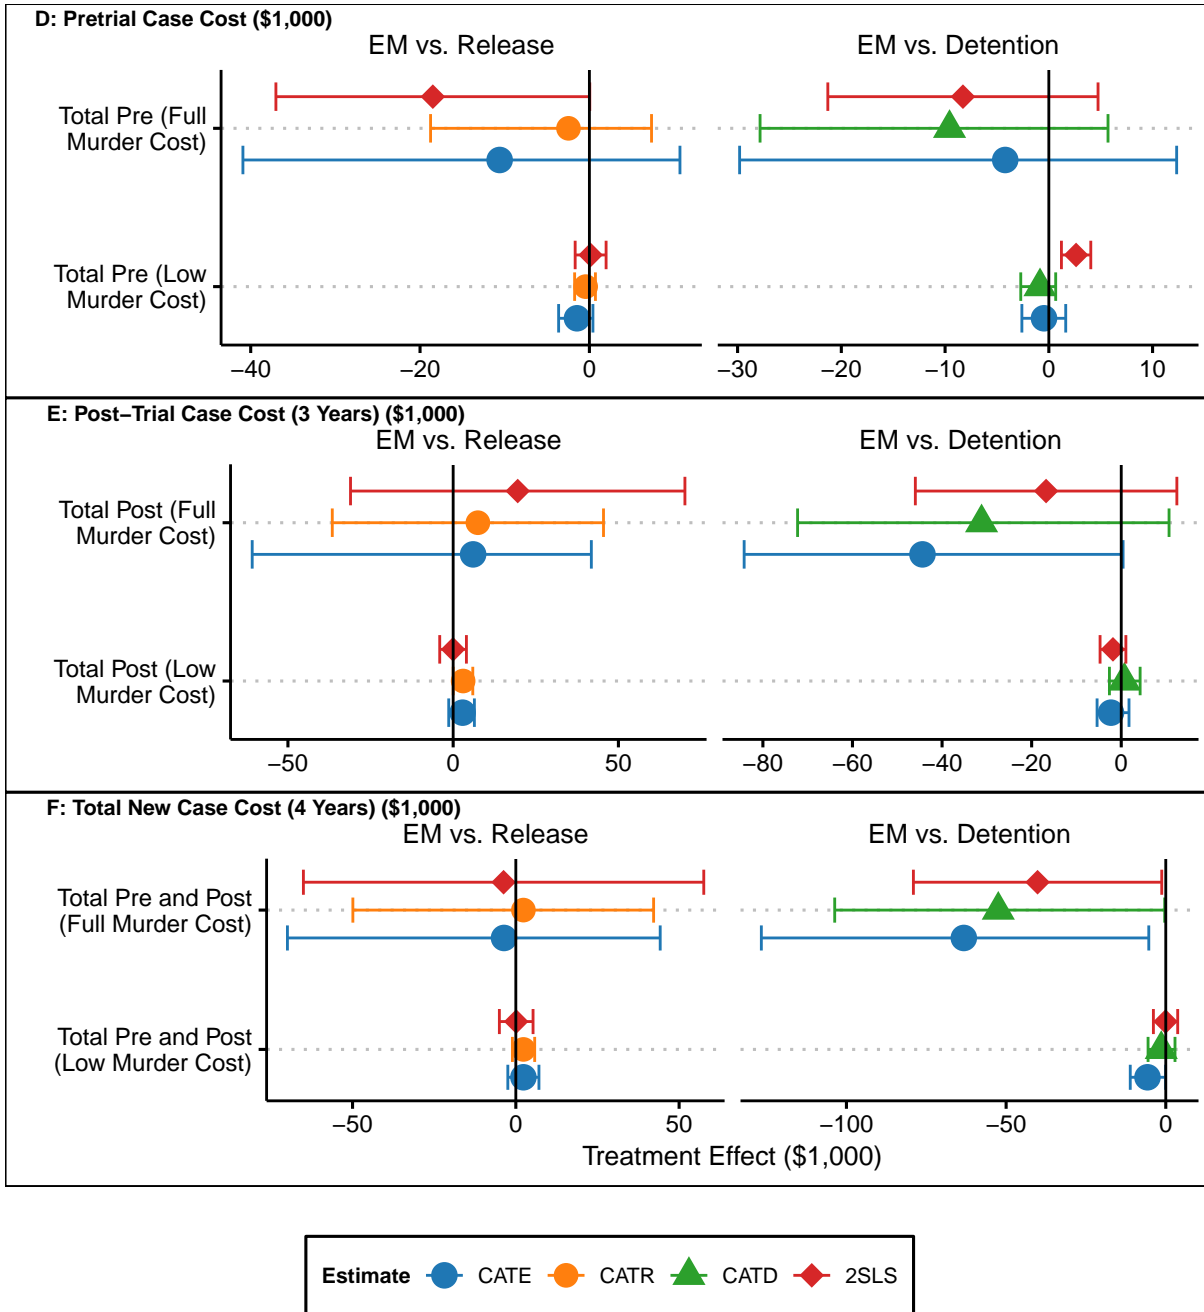 D: Pretrial Case Cost ($1,000)
EM vs. Release
EM vs. Detention
Total Pre (Full
Murder Cost)
Total Pre (Low
Murder Cost)
−40 −20 0
−30 −20 −10 0 10
E: Post−Trial Case Cost (3 Years) ($1,000)
EM vs. Release
EM vs. Detention
Total Post (Full
Murder Cost)
Total Post (Low
Murder Cost)
−50 0 50
−80 −60 −40 −20 0
F: Total New Case Cost (4 Years) ($1,000)
EM vs. Release
EM vs. Detention
Total Pre and Post
(Full Murder Cost)
Total Pre and Post
(Low Murder Cost)
−50 0 50
−100 −50 0
Treatment Effect ($1,000)
Estimate CATE CATR CATD 2SLS